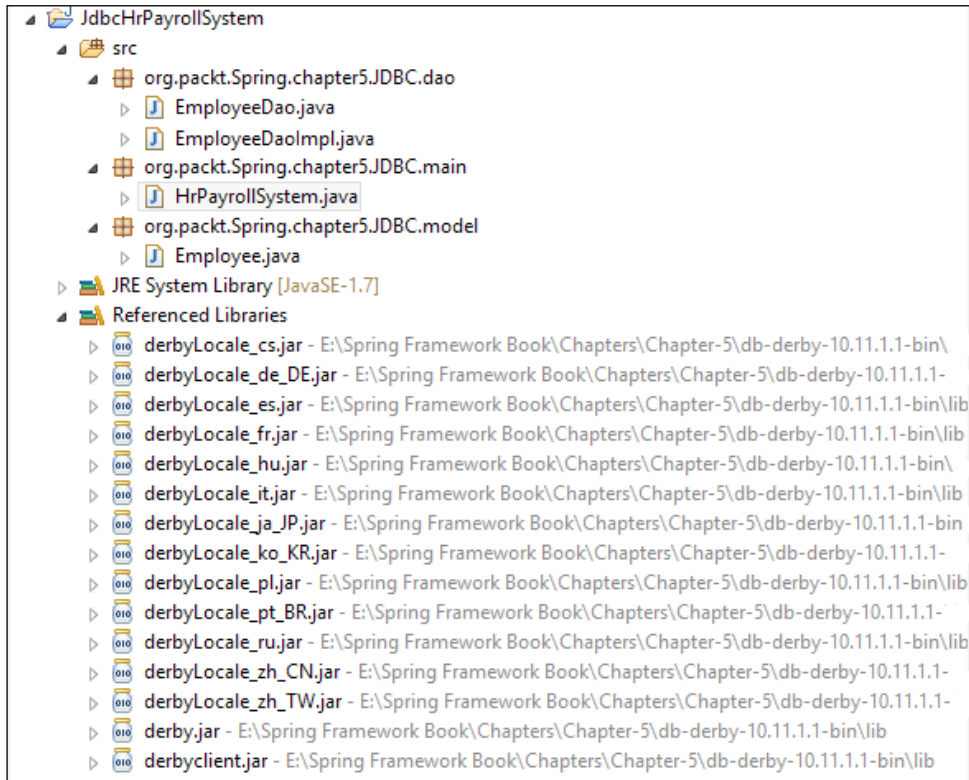 JdbcHrPayrollSystem
src
org.packt.Spring.chapter5.JDBC.dao
EmployeeDao.java
EmployeeDaoImpl.java
org.packt.Spring.chapter5.JDBC.main
HrPayrollSystem.java
org.packt.Spring.chapter5.JDBC.model
Employee.java
JRE System Library [JavaSE-1.7]
Referenced Libraries
derbyLocale_cs.jar - E:\Spring Framework Book\Chapters\Chapter-5\db-derby-10.11.1.1-bin\
derbyLocale_de_DE.jar - E:\Spring Framework Book\Chapters\Chapter-5\db-derby-10.11.1.1-
derbyLocale_es.jar - E:\Spring Framework Book\Chapters\Chapter-5\db-derby-10.11.1.1-bin\lib
derbyLocale_fr.jar - E:\Spring Framework Book\Chapters\Chapter-5\db-derby-10.11.1.1-bin\lib
derbyLocale_hu.jar - E:\Spring Framework Book\Chapters\Chapter-5\db-derby-10.11.1.1-bin\
derbyLocale_it.jar - E:\Spring Framework Book\Chapters\Chapter-5\db-derby-10.11.1.1-bin\lib
derbyLocale_ja_JP.jar - E:\Spring Framework Book\Chapters\Chapter-5\db-derby-10.11.1.1-bin
derbyLocale_ko_KR.jar - E:\Spring Framework Book\Chapters\Chapter-5\db-derby-10.11.1.1-
derbyLocale_pl.jar - E:\Spring Framework Book\Chapters\Chapter-5\db-derby-10.11.1.1-bin\lib
derbyLocale_pt_BR.jar - E:\Spring Framework Book\Chapters\Chapter-5\db-derby-10.11.1.1-
derbyLocale_ru.jar - E:\Spring Framework Book\Chapters\Chapter-5\db-derby-10.11.1.1-bin\lib
derbyLocale_zh_CN.jar - E:\Spring Framework Book\Chapters\Chapter-5\db-derby-10.11.1.1-
derbyLocale_zh_TW.jar - E:\Spring Framework Book\Chapters\Chapter-5\db-derby-10.11.1.1-
derby.jar - E:\Spring Framework Book\Chapters\Chapter-5\db-derby-10.11.1.1-bin\lib
derbyclient.jar - E:\Spring Framework Book\Chapters\Chapter-5\db-derby-10.11.1.1-bin\lib